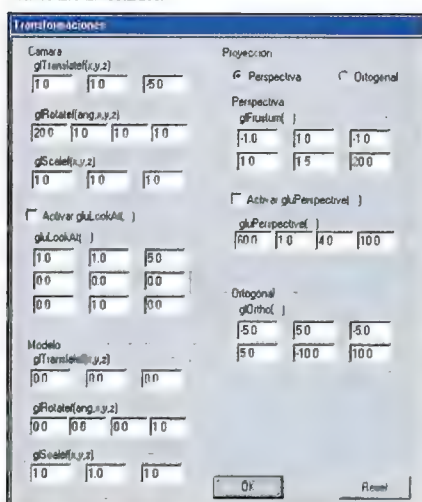 Transformaciones
Camara
glTranslatef(x,y,z)
1.0 1.0 -5.0
glRotatef(ang,x,y,z)
20.0 1.0 1.0 1.0
glScalef(x,y,z)
1.0 1.0 1.0
Activar gluLookAt( )
gluLookAt( )
1.0 1.0 5.0
0.0 0.0 0.0
0.0 1.0 0.0
Modelo
glTranslatef(x,y,z)
0.0 0.0 0.0
glRotatef(ang,x,y,z)
0.0 0.0 0.0 1.0
glScalef(x,y,z)
1.0 1.0 1.0
Proyeccion
Perspectiva Ortogonal
Perspectiva
glFrustum( )
-1.0 1.0 -1.0
1.0 1.5 20.0
Activar gluPerspective( )
gluPerspective( )
60.0 1.0 4.0 10.0
Ortogonal
glOrtho( )
-5.0 5.0 -5.0
5.0 -10.0 10.0
OK Reset